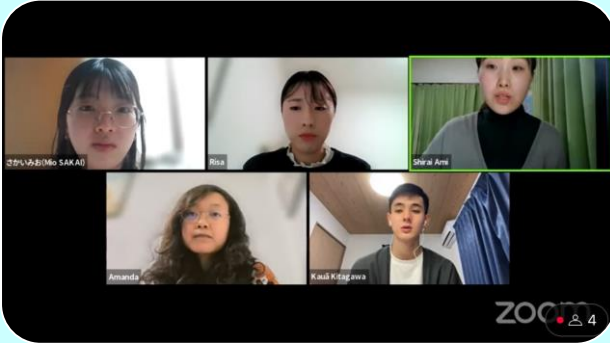 さかいみお(Mio SAKAI)
Risa
Shirai Ami
Amanda
Kauã Kitagawa
zoom
4